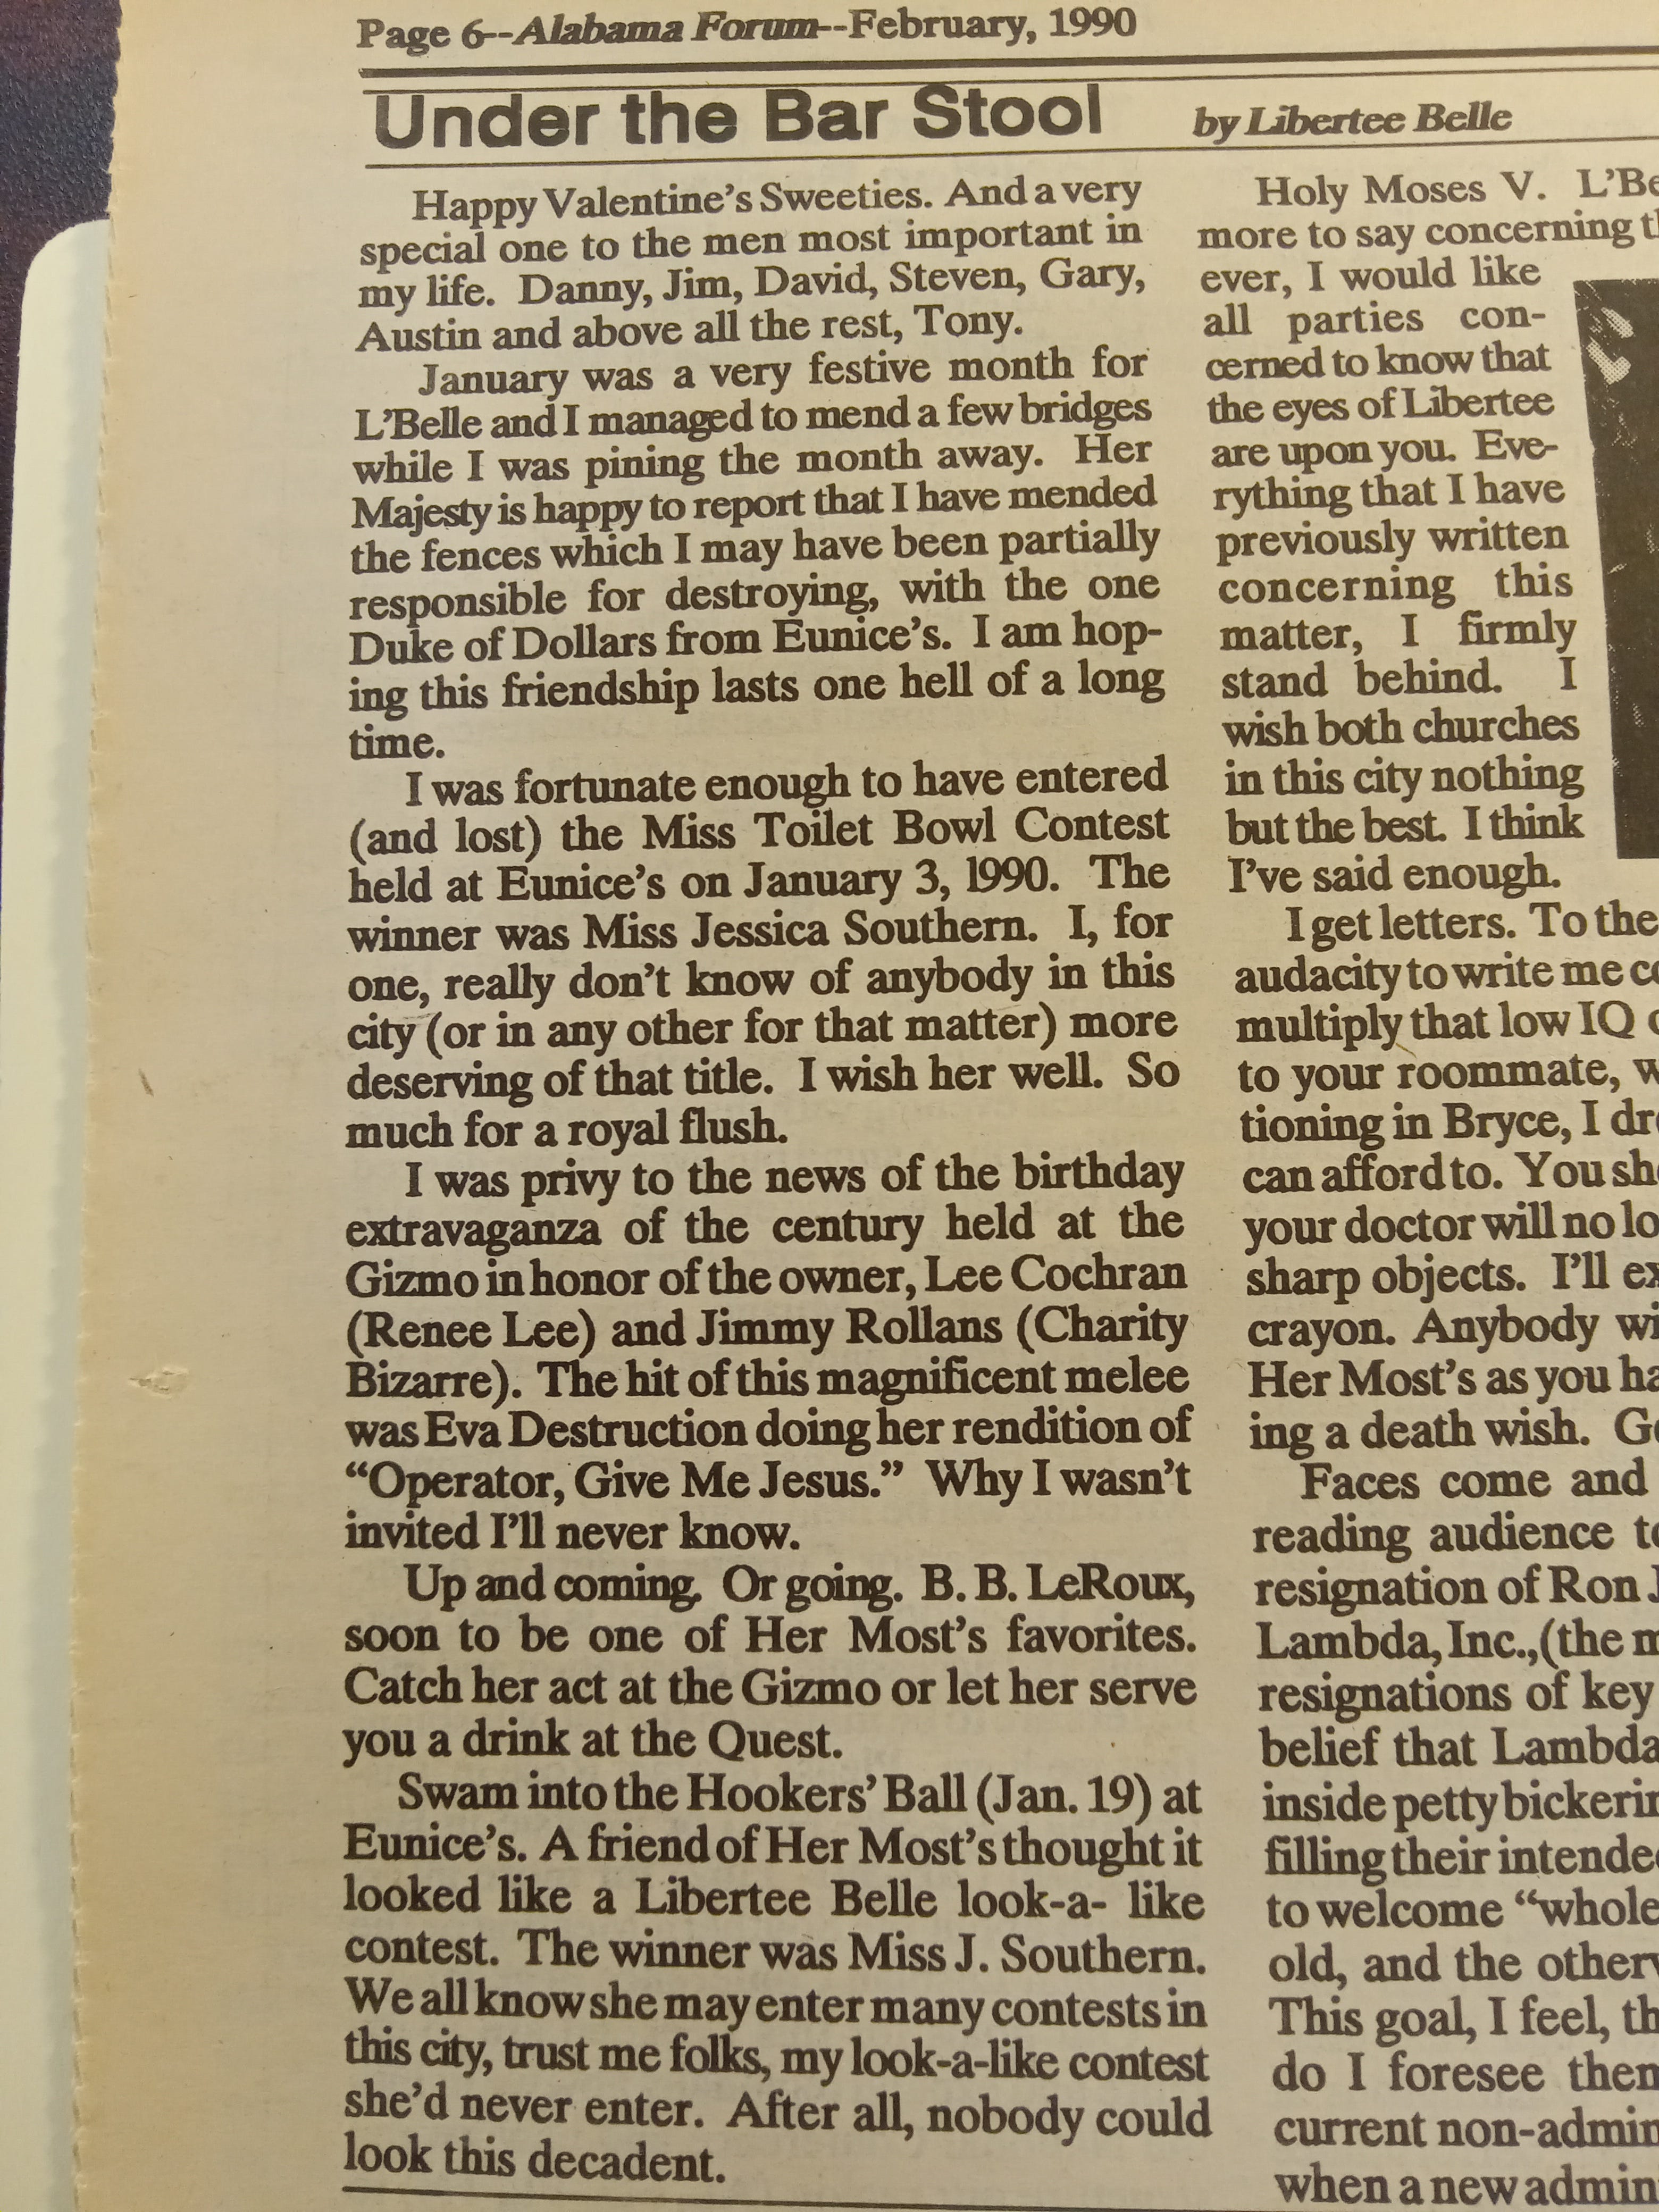 Page 6--Alabama Forum--February, 1990
Under the Bar Stool
by Libertee Belle
Happy Valentine's Sweeties. And a very
special one to the men most important in
my life. Danny, Jim, David, Steven, Gary,
Austin and above all the rest, Tony.
January was a very festive month for
L'Belle and I managed to mend a few bridges
while I was pining the month away. Her
Majesty is happy to report that I have mended
the fences which I may have been partially
responsible for destroying, with the one
Duke of Dollars from Eunice's. I am hop-
ing this friendship lasts one hell of a long
time.
I was fortunate enough to have entered
(and lost) the Miss Toilet Bowl Contest
held at Eunice's on January 3, 1990. The
winner was Miss Jessica Southern. I, for
one, really don't know of anybody in this
city (or in any other for that matter) more
deserving of that title. I wish her well. So
much for a royal flush.
I was privy to the news of the birthday
extravaganza of the century held at the
Gizmo in honor of the owner, Lee Cochran
(Renee Lee) and Jimmy Rollans (Charity
Bizarre). The hit of this magnificent melee
was Eva Destruction doing her rendition of
"Operator, Give Me Jesus." Why I wasn't
invited I'll never know.
Up and coming. Or going. B. B. LeRoux,
soon to be one of Her Most's favorites.
Catch her act at the Gizmo or let her serve
you a drink at the Quest.
Swam into the Hookers' Ball (Jan. 19) at
Eunice's. A friend of Her Most's thought it
looked like a Libertee Belle look-a- like
contest. The winner was Miss J. Southern.
We all know she may enter many contests in
this city, trust me folks, my look-a-like contest
she'd never enter. After all, nobody could
look this decadent.
Holy Moses V. L'Be
more to say concerning
ever, I would like
all parties con-
cerned to know that
the eyes of Libertee
are upon you. Eve-
rything that I have
previously written
concerning this
matter, I firmly
stand behind. I
wish both churches
in this city nothing
but the best. I think
I've said enough.
I get letters. To the
audacity to write me
multiply that low IQ
to your roommate,
tioning in Bryce, I
can afford to. You
your doctor will no
sharp objects. I'll
crayon. Anybody
Her Most's as you
ing a death wish.
Faces come and
reading audience
resignation of Ron
Lambda, Inc., (the
resignations of key
belief that Lambda
inside petty
filling their
to welcome "whole
old, and the
This goal, I feel,
do I foresee
current
when a new